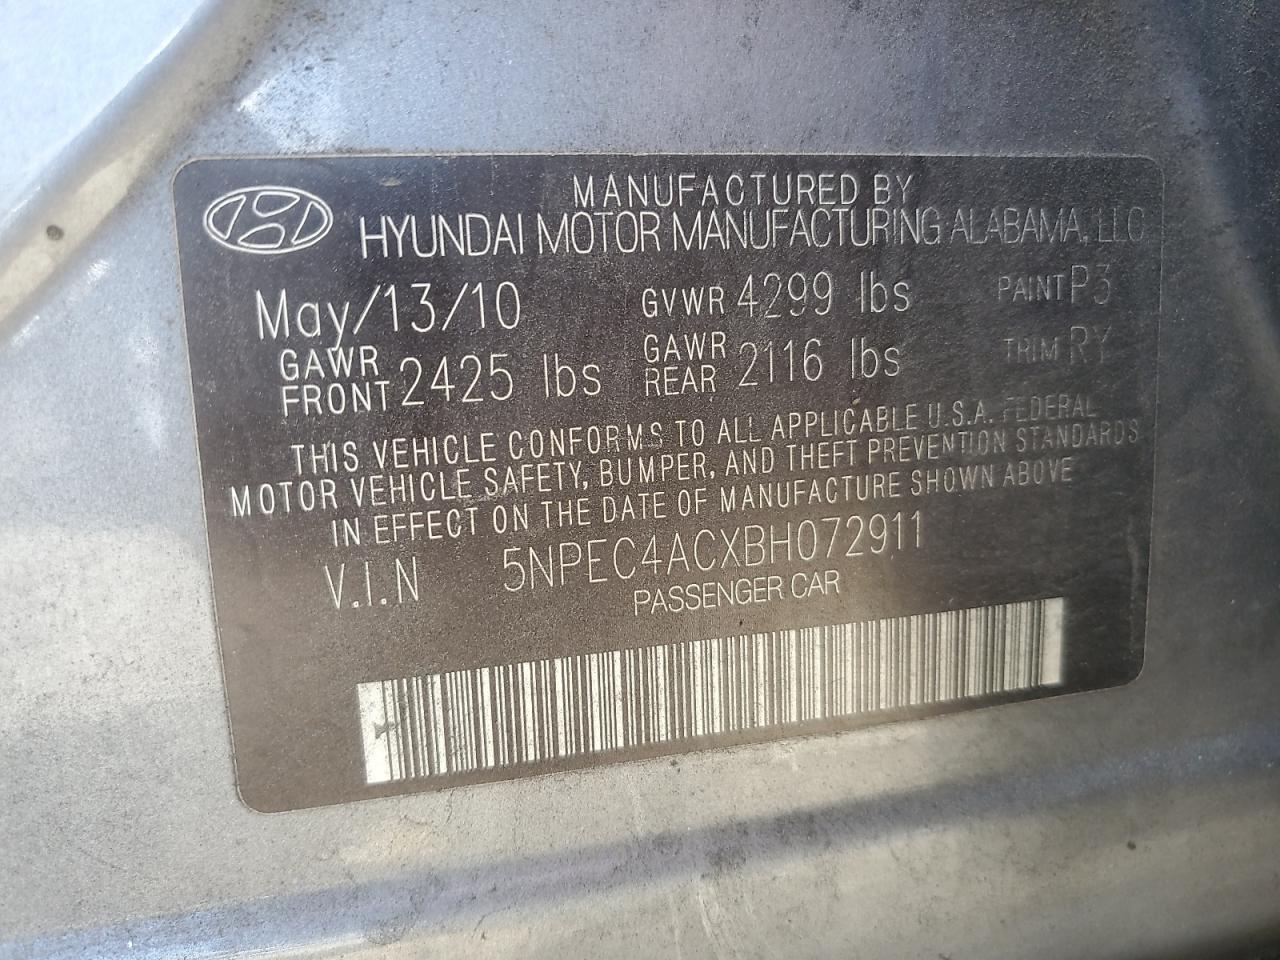 MANUFACTURED BY
HYUNDAI MOTOR MANUFACTURING ALABAMA, LLC
May/13/10 GVWR 4299 lbs PAINT P3
GAWR FRONT 2425 lbs GAWR REAR 2116 lbs TRIM RY
THIS VEHICLE CONFORMS TO ALL APPLICABLE U.S.A. FEDERAL
MOTOR VEHICLE SAFETY, BUMPER, AND THEFT PREVENTION STANDARDS
IN EFFECT ON THE DATE OF MANUFACTURE SHOWN ABOVE
V.I.N 5NPEC4ACXBH072911
PASSENGER CAR